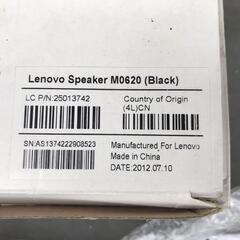 Lenovo Speaker M0620 (Black)
LC P/N:25013742
Country of Origin
(4L)CN
SN:AS1374222908523
Manufactured For Lenovo
Made in China
DATE:2012.07.10